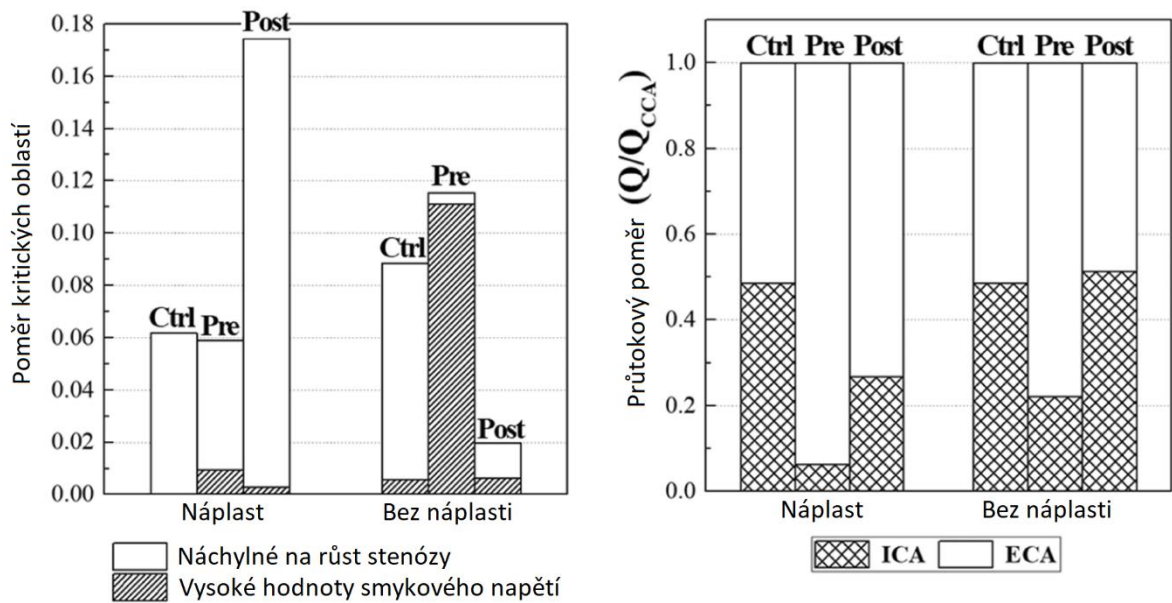 Poměr kritických oblastí
0.18
0.16
0.14
0.12
0.10
0.08
0.06
0.04
0.02
0.00
Ctrl Pre Post
Ctrl Pre Post
Náplast Bez náplasti
Náchylné na růst stenózy
Vysoké hodnoty smykového napětí
Průtokový poměr (Q/Q_CCA)
1.0
0.8
0.6
0.4
0.2
0.0
Ctrl Pre Post Ctrl Pre Post
Náplast Bez náplasti
ICA ECA